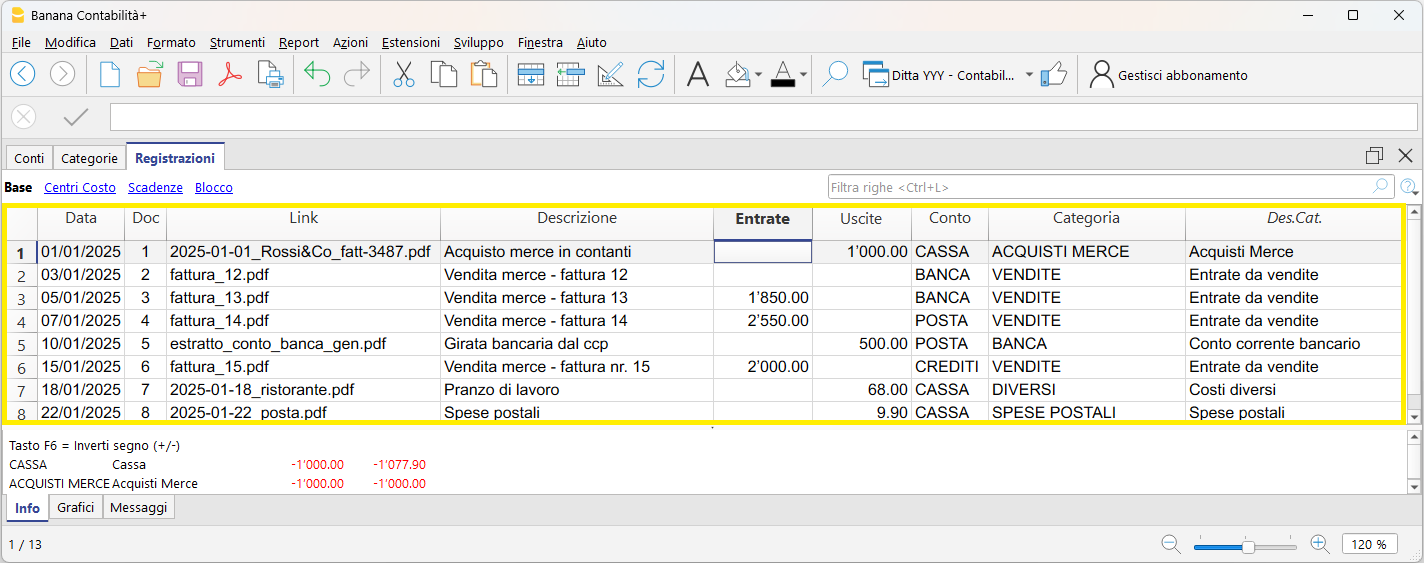 Banana Contabilità+
File Modifica Dati Formato Strumenti Report Azioni Estensioni Sviluppo Finestra Aiuto
A A Ditta YYY - Contabil... Gestisci abbonamento
Conti Categorie Registrazioni
Base Centri Costo Scadenze Blocco Filtra righe <Ctrl+L> ?
Data Doc Link Descrizione Entrate Uscite Conto Categoria Des.Cat.
1 01/01/2025 1 2025-01-01_Rossi&Co_fatt-3487.pdf Acquisto merce in contanti 1'000.00 CASSA ACQUISTI MERCE Acquisti Merce
2 03/01/2025 2 fattura_12.pdf Vendita merce - fattura 12 BANCA VENDITE Entrate da vendite
3 05/01/2025 3 fattura_13.pdf Vendita merce - fattura 13 1'850.00 BANCA VENDITE Entrate da vendite
4 07/01/2025 4 fattura_14.pdf Vendita merce - fattura 14 2'550.00 POSTA VENDITE Entrate da vendite
5 10/01/2025 5 estratto_conto_banca_gen.pdf Girata bancaria dal ccp 500.00 POSTA BANCA Conto corrente bancario
6 15/01/2025 6 fattura_15.pdf Vendita merce - fattura nr. 15 2'000.00 CREDITI VENDITE Entrate da vendite
7 18/01/2025 7 2025-01-18_ristorante.pdf Pranzo di lavoro 68.00 CASSA DIVERSI Costi diversi
8 22/01/2025 8 2025-01-22_posta.pdf Spese postali 9.90 CASSA SPESE POSTALI Spese postali
Tasto F6 = Inverti segno (+/-)
CASSA Cassa -1'000.00 -1'077.90
ACQUISTI MERCE Acquisti Merce -1'000.00 -1'000.00
Info Grafici Messaggi
1 / 13 120 %